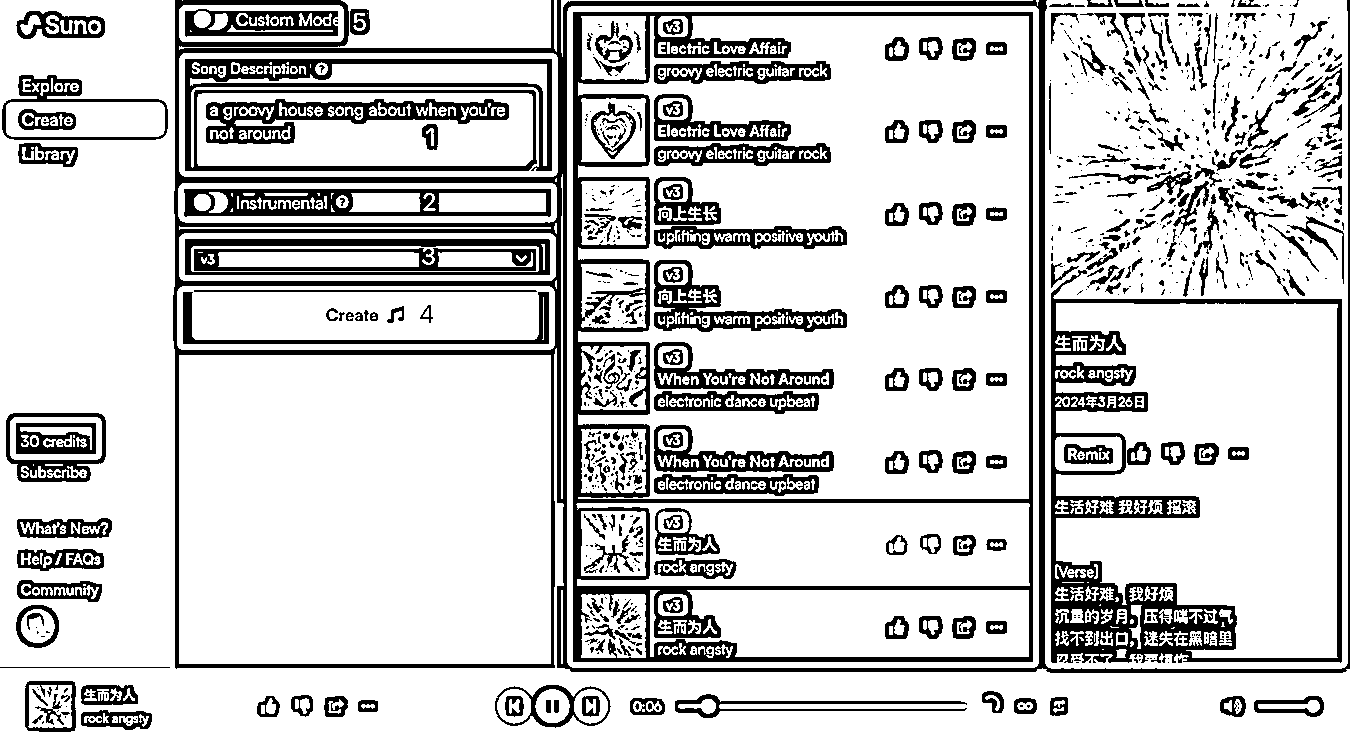 Suno
Explore
Create
Library
30 credits
Subscribe
What's New?
Help / FAQs
Community
Custom Mode 5
Song Description ?
a groovy house song about when you're
not around
1
Instrumental ? 2
v3 3
Create 4
v3
Electric Love Affair
groovy electric guitar rock
v3
Electric Love Affair
groovy electric guitar rock
v3
向上生长
uplifting warm positive youth
v3
向上生长
uplifting warm positive youth
v3
When You're Not Around
electronic dance upbeat
v3
When You're Not Around
electronic dance upbeat
v3
生而为人
rock angsty
v3
生而为人
rock angsty
生而为人
rock angsty
2024年3月26日
Remix
生活好难 我好烦 摇滚
[Verse]
生活好难，我好烦
沉重的岁月，压得喘不过气
找不到出口，迷失在黑暗里
忍受不了，我要爆炸
生而为人
rock angsty
0:06